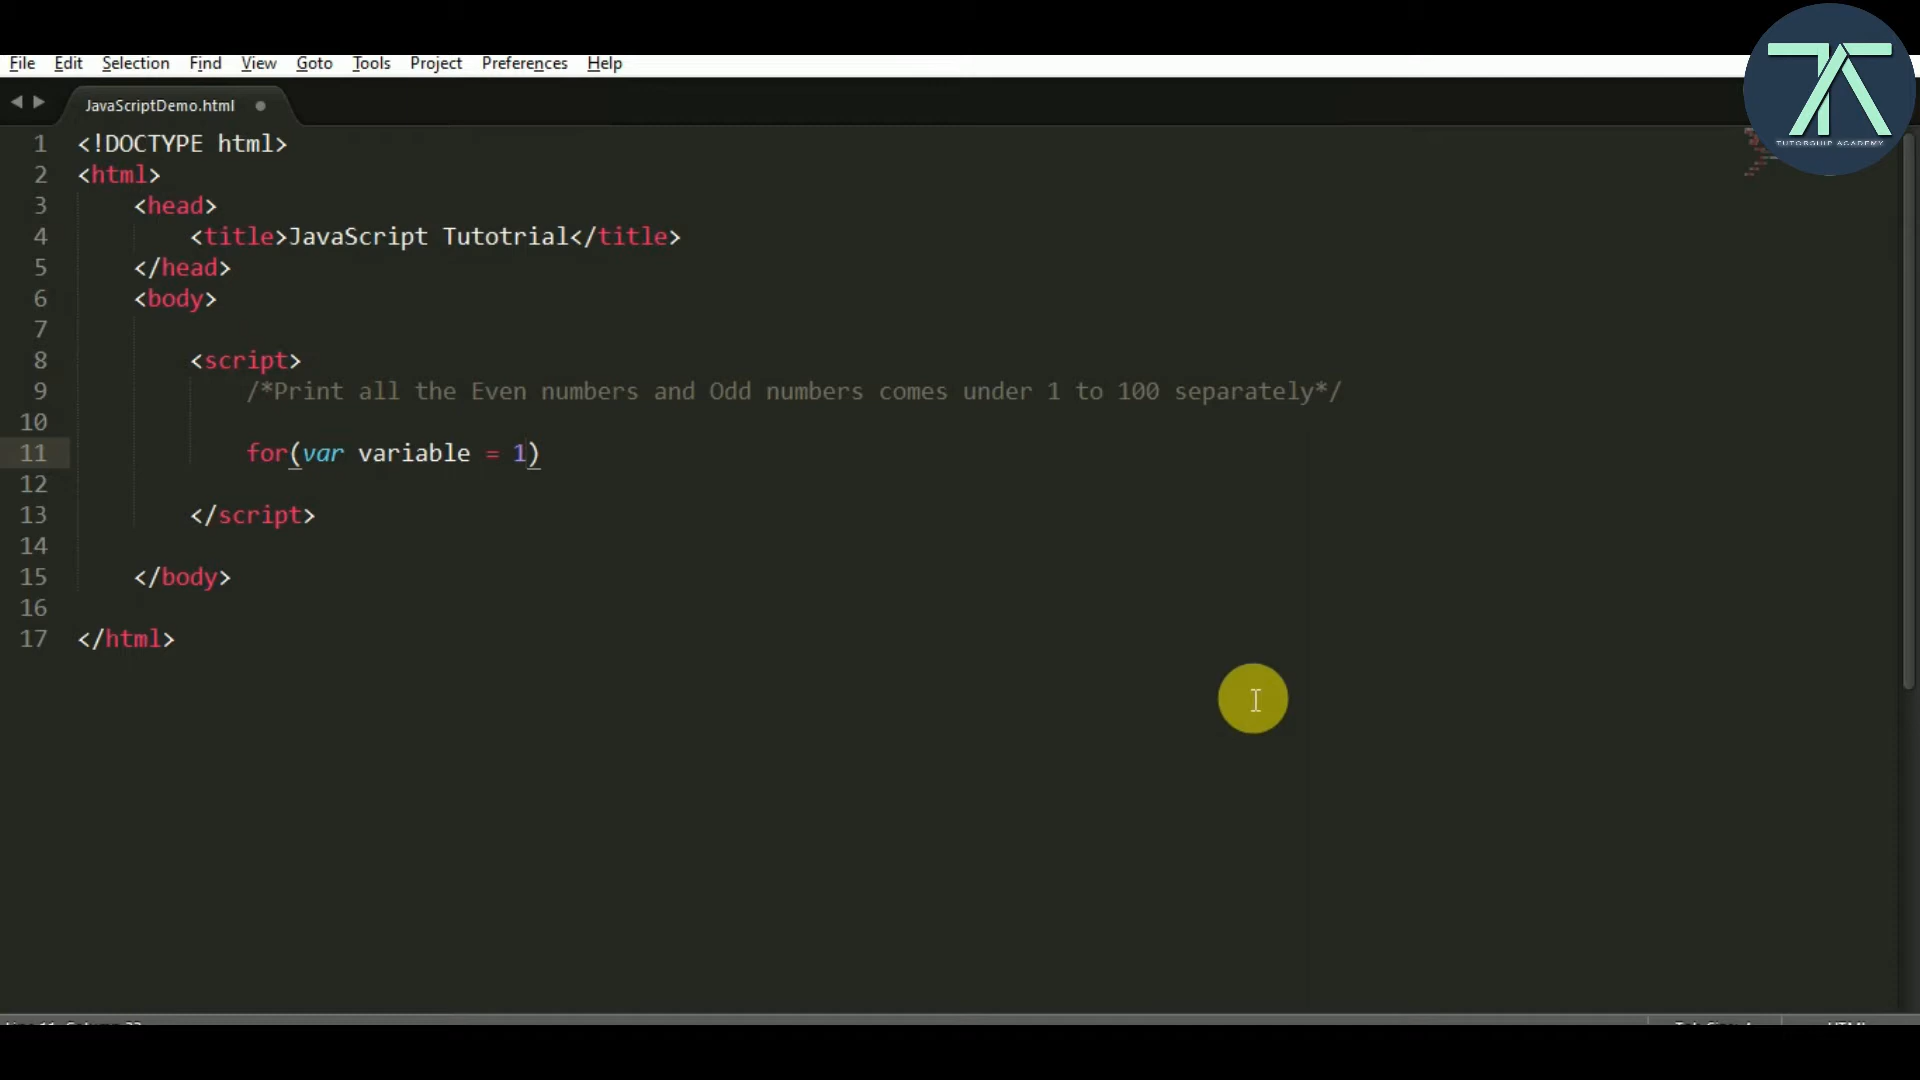 File Edit Selection Find View Goto Tools Project Preferences Help
JavaScriptDemo.html
TUTORSHIP ACADEMY
1 <!DOCTYPE html>
2 <html>
3 <head>
4 <title>JavaScript Tutotrial</title>
5 </head>
6 <body>
7
8 <script>
9 /*Print all the Even numbers and Odd numbers comes under 1 to 100 separately*/
10
11 for(var variable = 1)
12
13 </script>
14
15 </body>
16
17 </html>